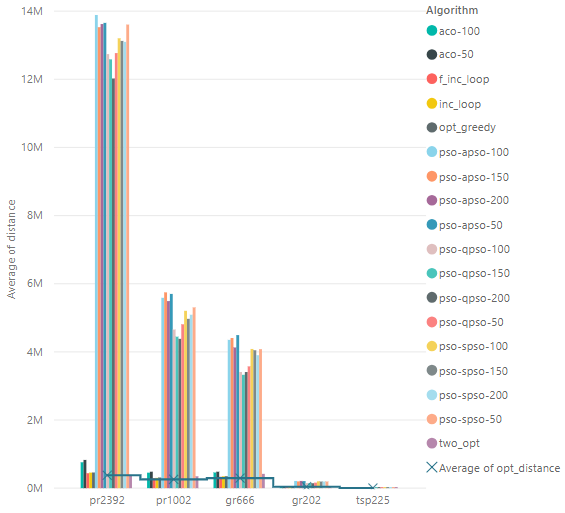 14M
12M
10M
8M
6M
4M
2M
0M
Average of distance
pr2392
pr1002
gr666
gr202
tsp225
Algorithm
aco-100
aco-50
f_inc_loop
inc_loop
opt_greedy
pso-apso-100
pso-apso-150
pso-apso-200
pso-apso-50
pso-qpso-100
pso-qpso-150
pso-qpso-200
pso-qpso-50
pso-spso-100
pso-spso-150
pso-spso-200
pso-spso-50
two_opt
Average of opt_distance